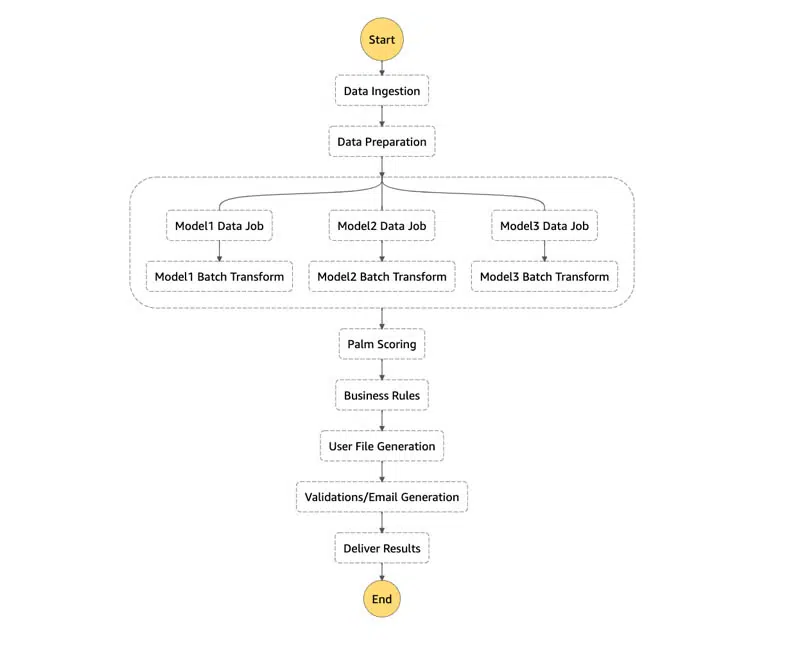 Start
Data Ingestion
Data Preparation
Model1 Data Job
Model2 Data Job
Model3 Data Job
Model1 Batch Transform
Model2 Batch Transform
Model3 Batch Transform
Palm Scoring
Business Rules
User File Generation
Validations/Email Generation
Deliver Results
End